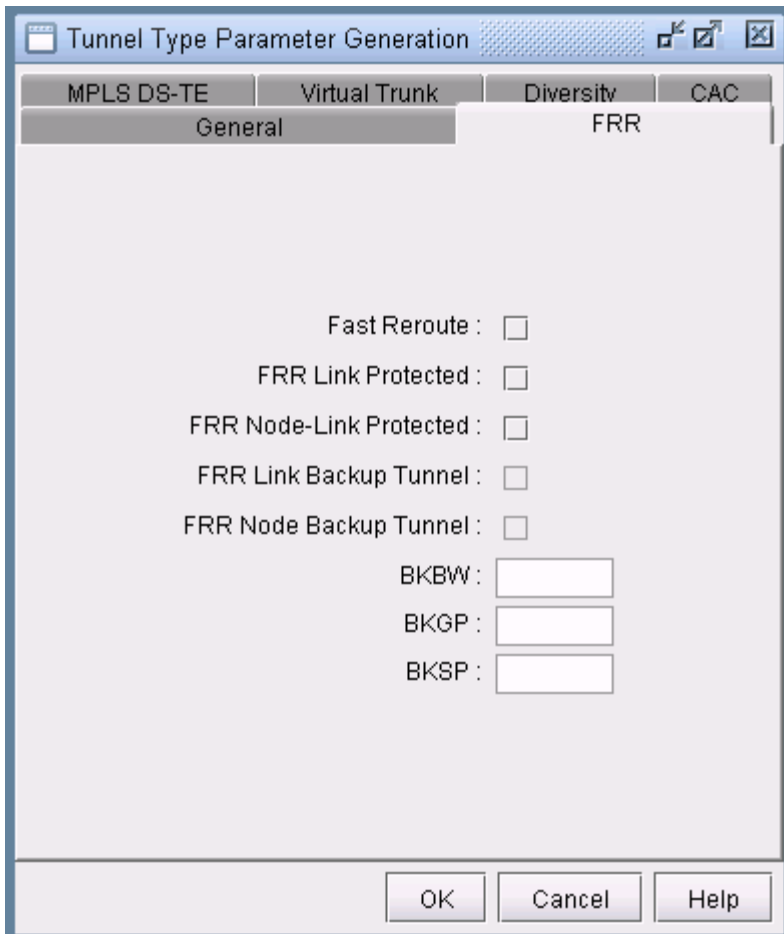 Tunnel Type Parameter Generation
MPLS DS-TE
Virtual Trunk
Diversity
CAC
General
FRR
Fast Reroute :
FRR Link Protected :
FRR Node-Link Protected :
FRR Link Backup Tunnel :
FRR Node Backup Tunnel :
BKBW :
BKGP :
BKSP :
OK
Cancel
Help